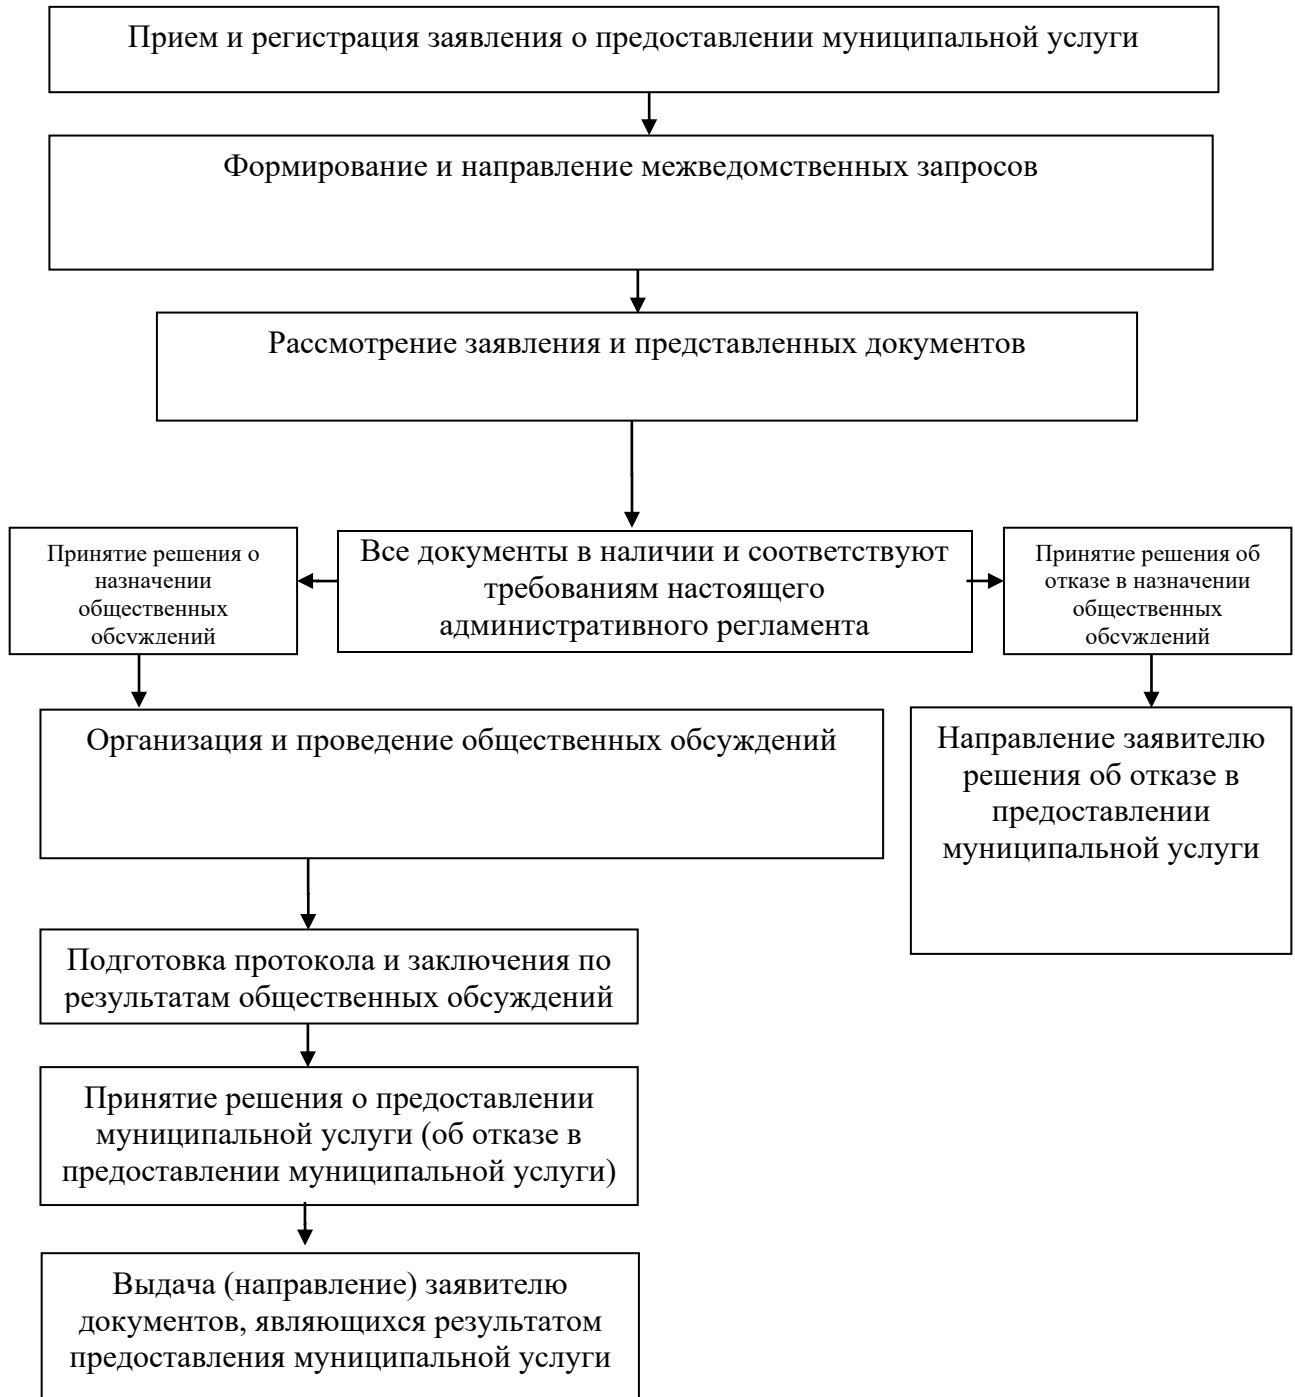 Прием и регистрация заявления о предоставлении муниципальной услуги
Формирование и направление межведомственных запросов
Рассмотрение заявления и представленных документов
Принятие решения о
назначении
общественных
обсуждений
Все документы в наличии и соответствуют
требованиям настоящего
административного регламента
Принятие решения об
отказе в назначении
общественных
обсуждений
Организация и проведение общественных обсуждений
Направление заявителю
решения об отказе в
предоставлении
муниципальной услуги
Подготовка протокола и заключения по
результатам общественных обсуждений
Принятие решения о предоставлении
муниципальной услуги (об отказе в
предоставлении муниципальной услуги)
Выдача (направление) заявителю
документов, являющихся результатом
предоставления муниципальной услуги